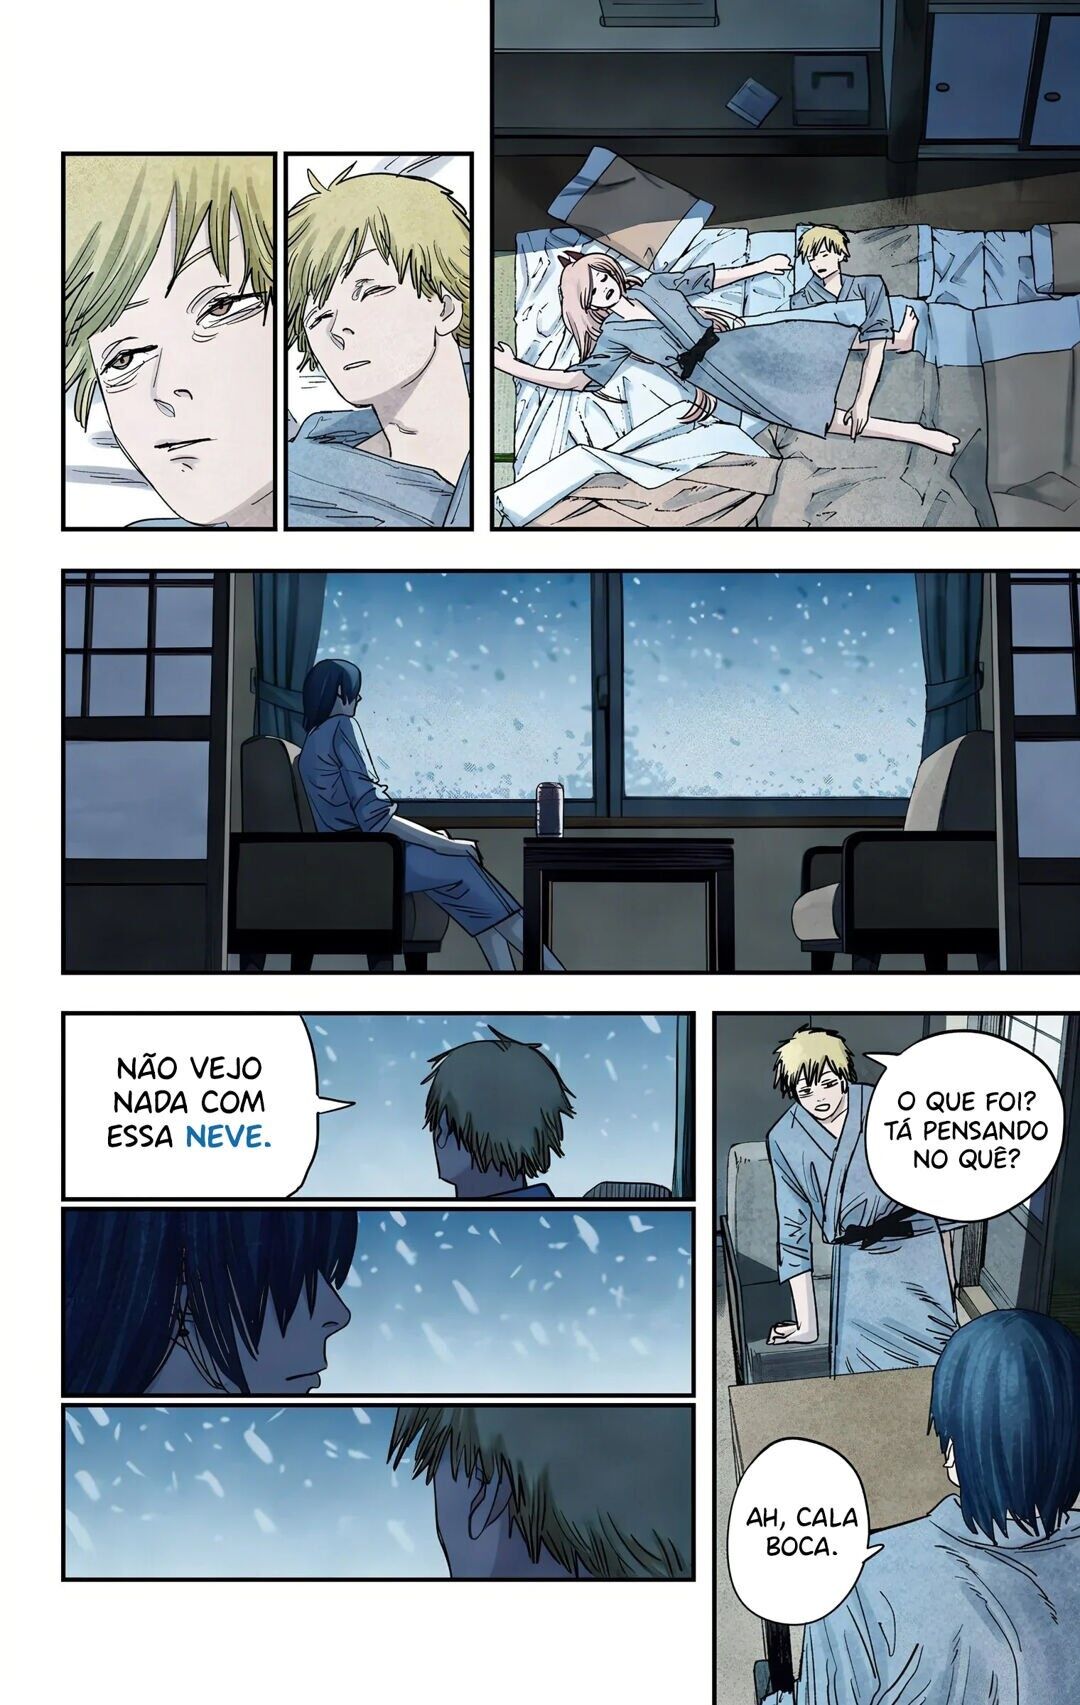 O QUE FOI?
TÁ PENSANDO
NO QUÊ?
AH, CALA
BOCA.
NÃO VEJO
NADA COM
ESSA NEVE.